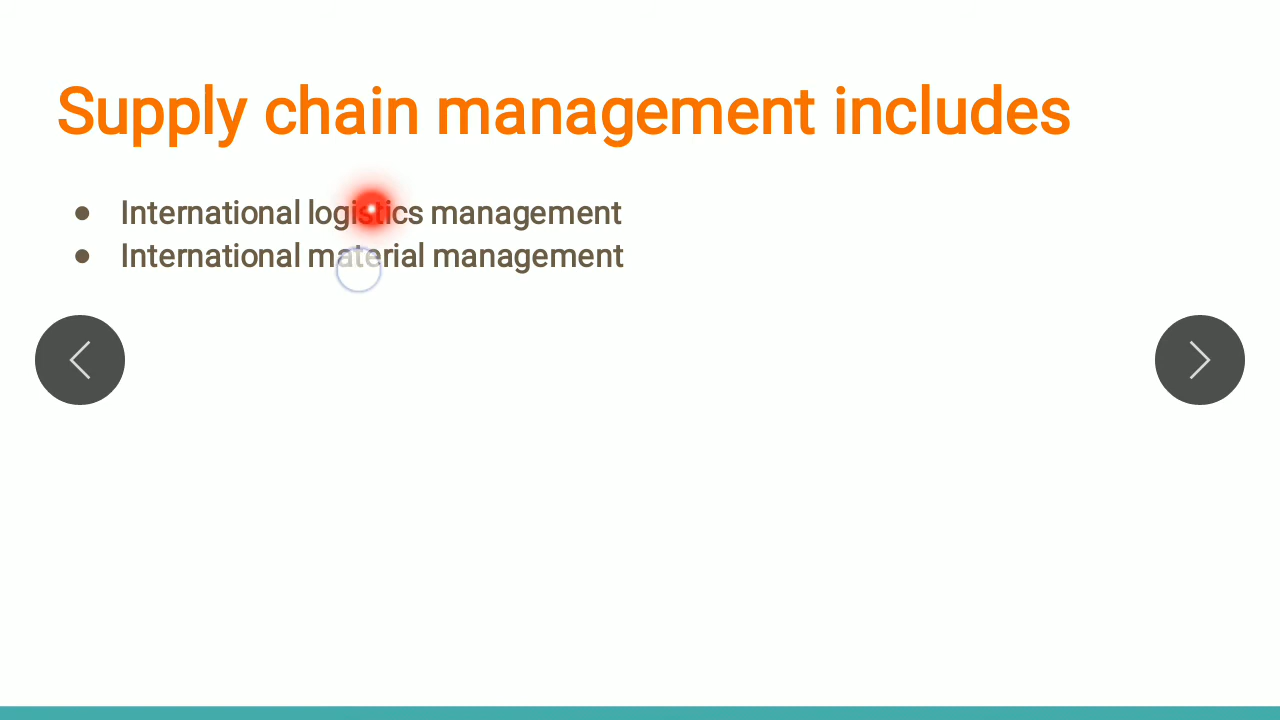 Supply chain management includes
● International logistics management
● International material management